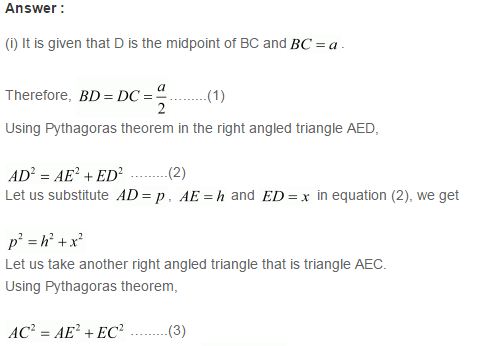 Answer :
(i) It is given that D is the midpoint of BC and BC = a .
Therefore, BD = DC = a/2 .........(1)
Using Pythagoras theorem in the right angled triangle AED,
AD² = AE² + ED² .........(2)
Let us substitute AD = p , AE = h and ED = x in equation (2), we get
p² = h² + x²
Let us take another right angled triangle that is triangle AEC.
Using Pythagoras theorem,
AC² = AE² + EC² .........(3)